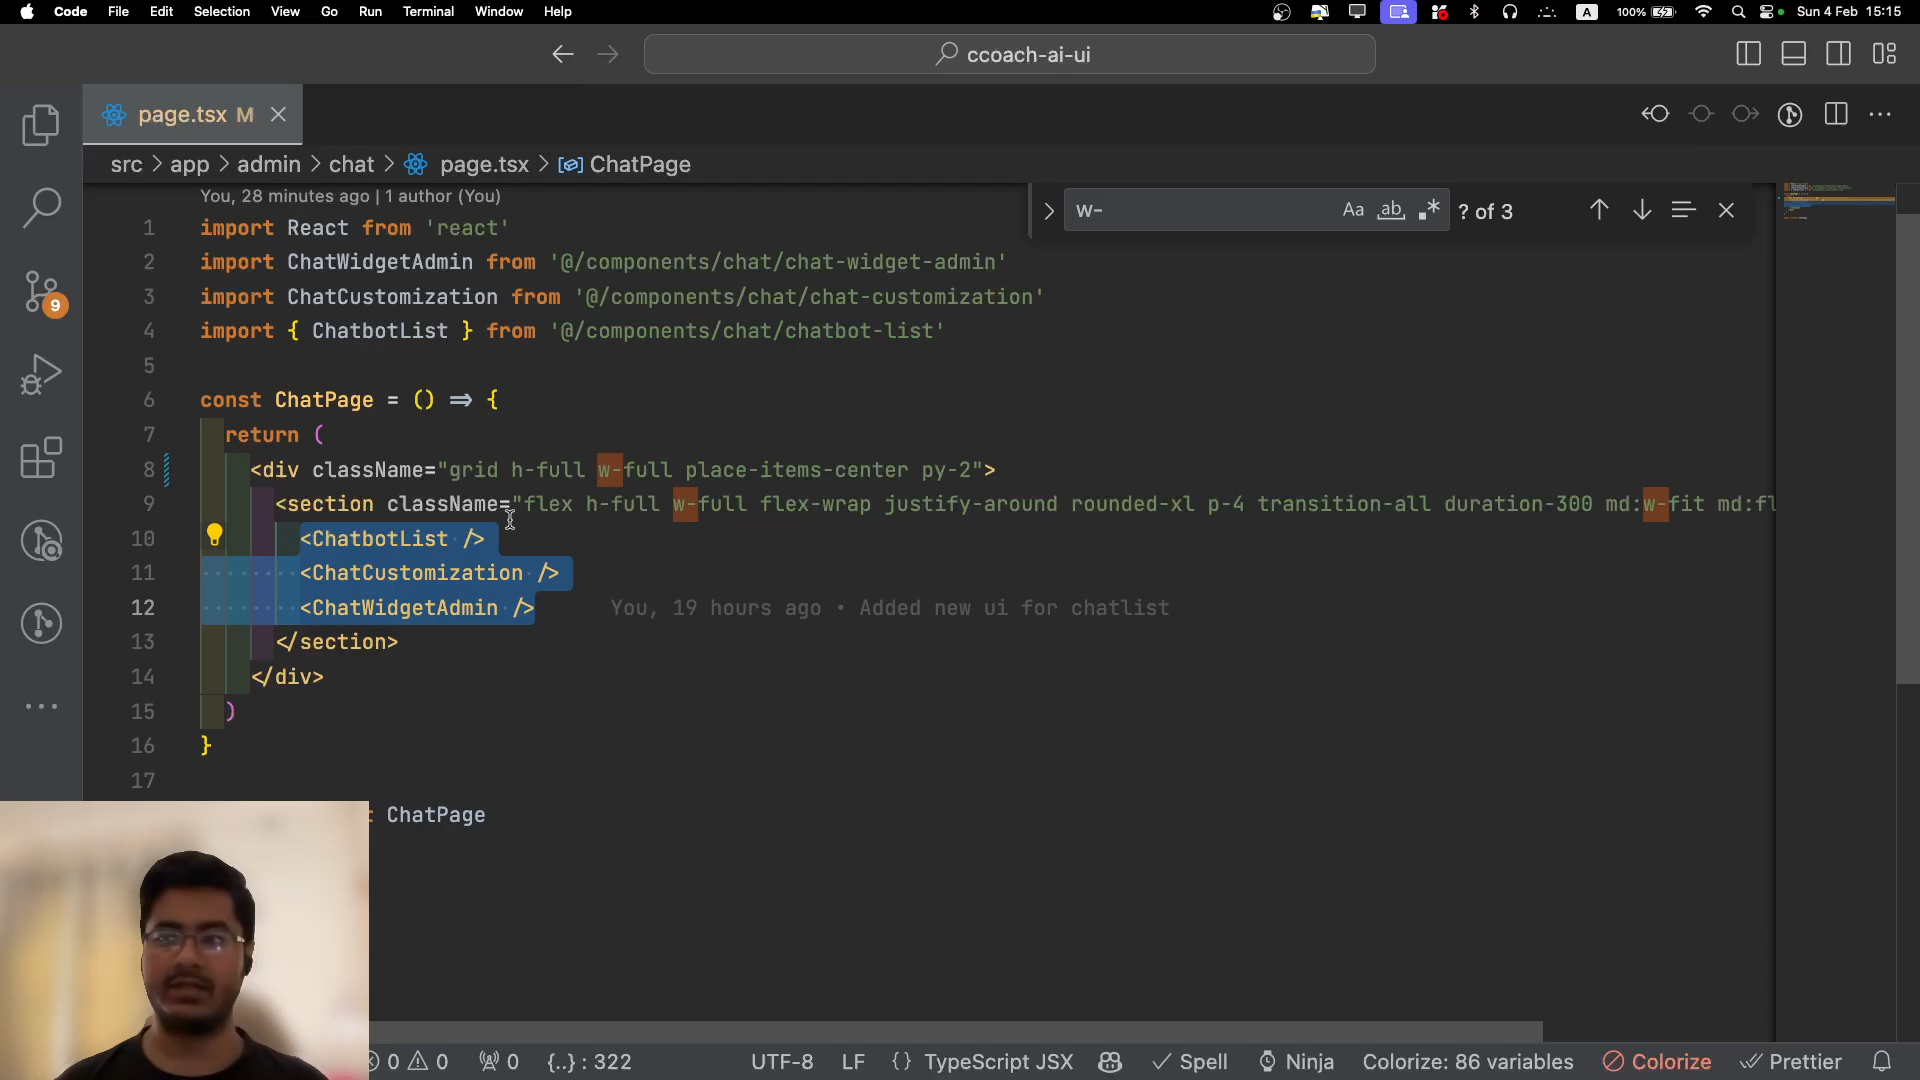 Code File Edit Selection View Go Run Terminal Window Help A 100% Sun 4 Feb 15:15
ccoach-ai-ui
page.tsx M
src > app > admin > chat > page.tsx > ChatPage
You, 28 minutes ago | 1 author (You)
w- Aa ab ? of 3
1 import React from 'react'
2 import ChatWidgetAdmin from '@/components/chat/chat-widget-admin'
3 import ChatCustomization from '@/components/chat/chat-customization'
4 import { ChatbotList } from '@/components/chat/chatbot-list'
5
6 const ChatPage = () => {
7 return (
8 <div className="grid h-full w-full place-items-center py-2">
9 <section className="flex h-full w-full flex-wrap justify-around rounded-xl p-4 transition-all duration-300 md:w-fit md:fl
10 <ChatbotList />
11 <ChatCustomization />
12 <ChatWidgetAdmin /> You, 19 hours ago • Added new ui for chatlist
13 </section>
14 </div>
15 )
16 }
17
ChatPage
9
0 0 0 {..} : 322 UTF-8 LF {} TypeScript JSX Spell Ninja Colorize: 86 variables Colorize Prettier